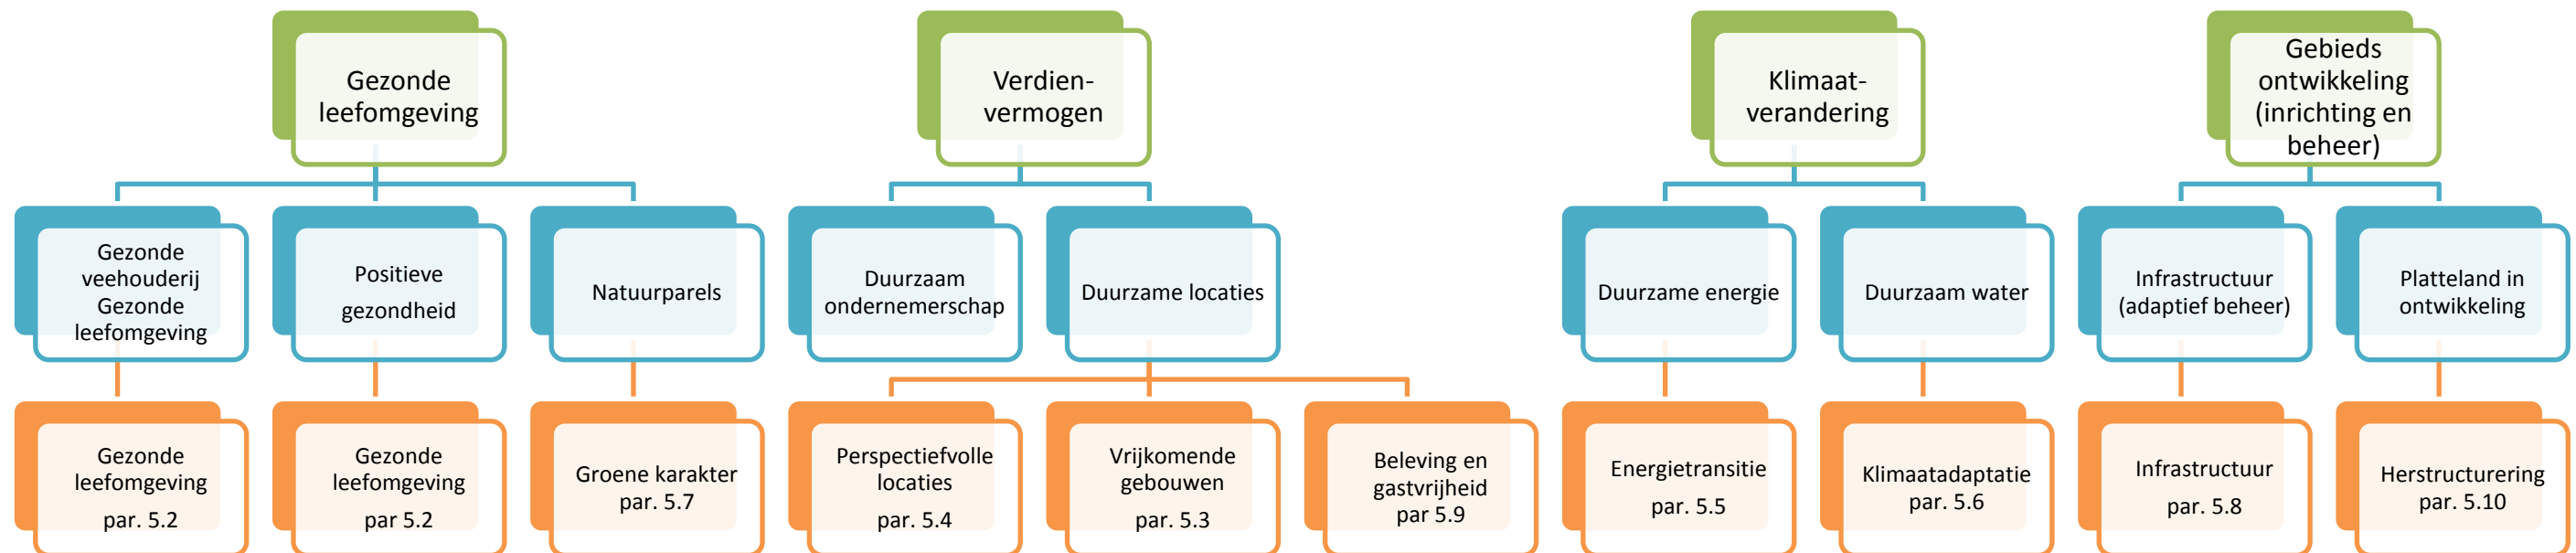 Gezonde
leefomgeving
Verdien-
vermogen
Klimaat-
verandering
Gebieds
ontwikkeling
(inrichting en
beheer)
Gezonde
veehouderij
Gezonde
leefomgeving
Positieve
gezondheid
Natuurparels
Duurzaam
ondernemerschap
Duurzame locaties
Duurzame energie
Duurzaam water
Infrastructuur
(adaptief beheer)
Platteland in
ontwikkeling
Gezonde
leefomgeving
par. 5.2
Gezonde
leefomgeving
par 5.2
Groene karakter
par. 5.7
Perspectiefvolle
locaties
par. 5.4
Vrijkomende
gebouwen
par. 5.3
Beleving en
gastvrijheid
par 5.9
Energietransitie
par. 5.5
Klimaatadaptatie
par. 5.6
Infrastructuur
par. 5.8
Herstructurering
par. 5.10